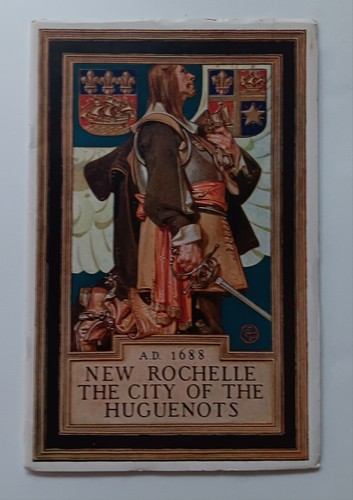 A.D. 1688
NEW ROCHELLE
THE CITY OF THE
HUGUENOTS